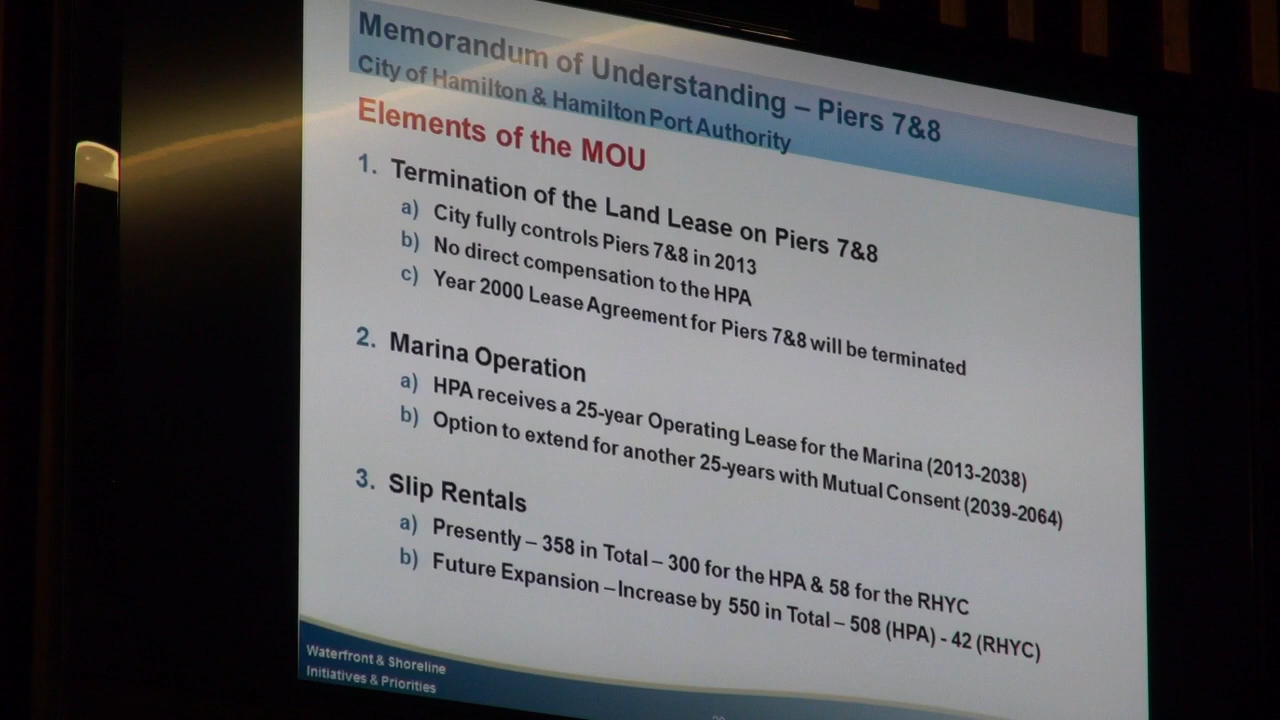 Memorandum of Understanding – Piers 7&8
City of Hamilton & Hamilton Port Authority
Elements of the MOU
1. Termination of the Land Lease on Piers 7&8
a) City fully controls Piers 7&8 in 2013
b) No direct compensation to the HPA
c) Year 2000 Lease Agreement for Piers 7&8 will be terminated
2. Marina Operation
a) HPA receives a 25-year Operating Lease for the Marina (2013-2038)
b) Option to extend for another 25-years with Mutual Consent (2039-2064)
3. Slip Rentals
a) Presently – 358 in Total – 300 for the HPA & 58 for the RHYC
b) Future Expansion – Increase by 550 in Total – 508 (HPA) - 42 (RHYC)
Waterfront & Shoreline
Initiatives & Priorities